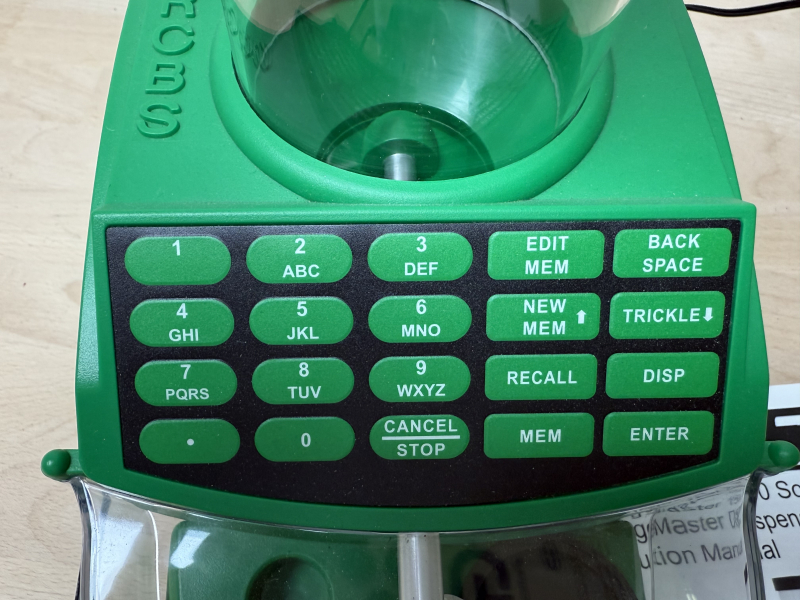 RCBS
1
2
ABC
3
DEF
EDIT
MEM
BACK
SPACE
4
GHI
5
JKL
6
MNO
NEW
MEM ⬆
TRICKLE⬇
7
PQRS
8
TUV
9
WXYZ
RECALL
DISP
.
0
CANCEL
STOP
MEM
ENTER